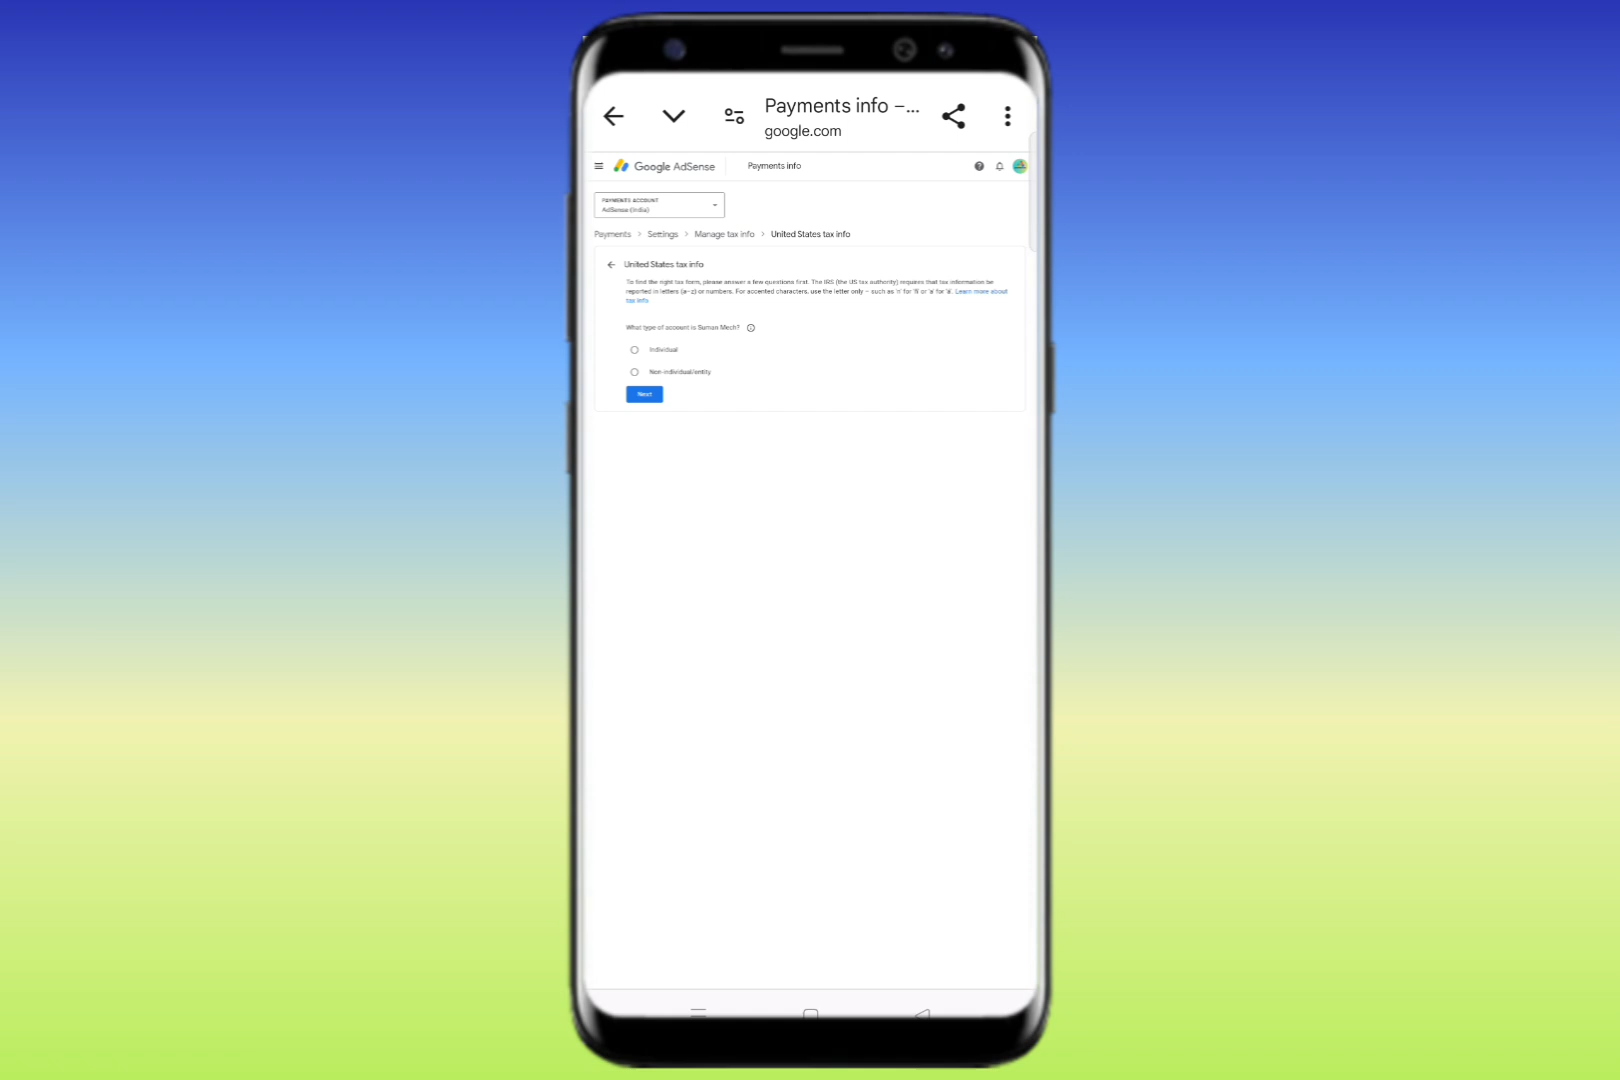 Payments info –...
google.com
Google AdSense
Payments info
PAYMENTS ACCOUNT
AdSense (India)
Payments > Settings > Manage tax info > United States tax info
United States tax info
To find the right tax form, please answer a few questions first. The IRS (the US tax authority) requires that tax information be
reported in letters (a-z) or numbers. For accented characters, use the letter only – such as 'n' for 'ñ' or 'a' for 'ã'. Learn more about
tax info
What type of account is Suman Mech?
Individual
Non-individual/entity
Next